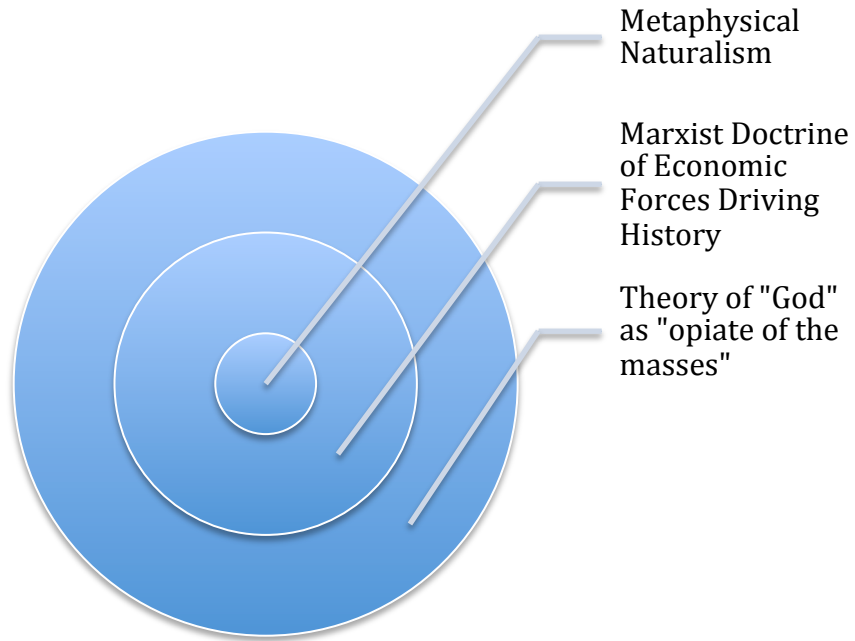 Metaphysical
Naturalism
Marxist Doctrine
of Economic
Forces Driving
History
Theory of "God"
as "opiate of the
masses"